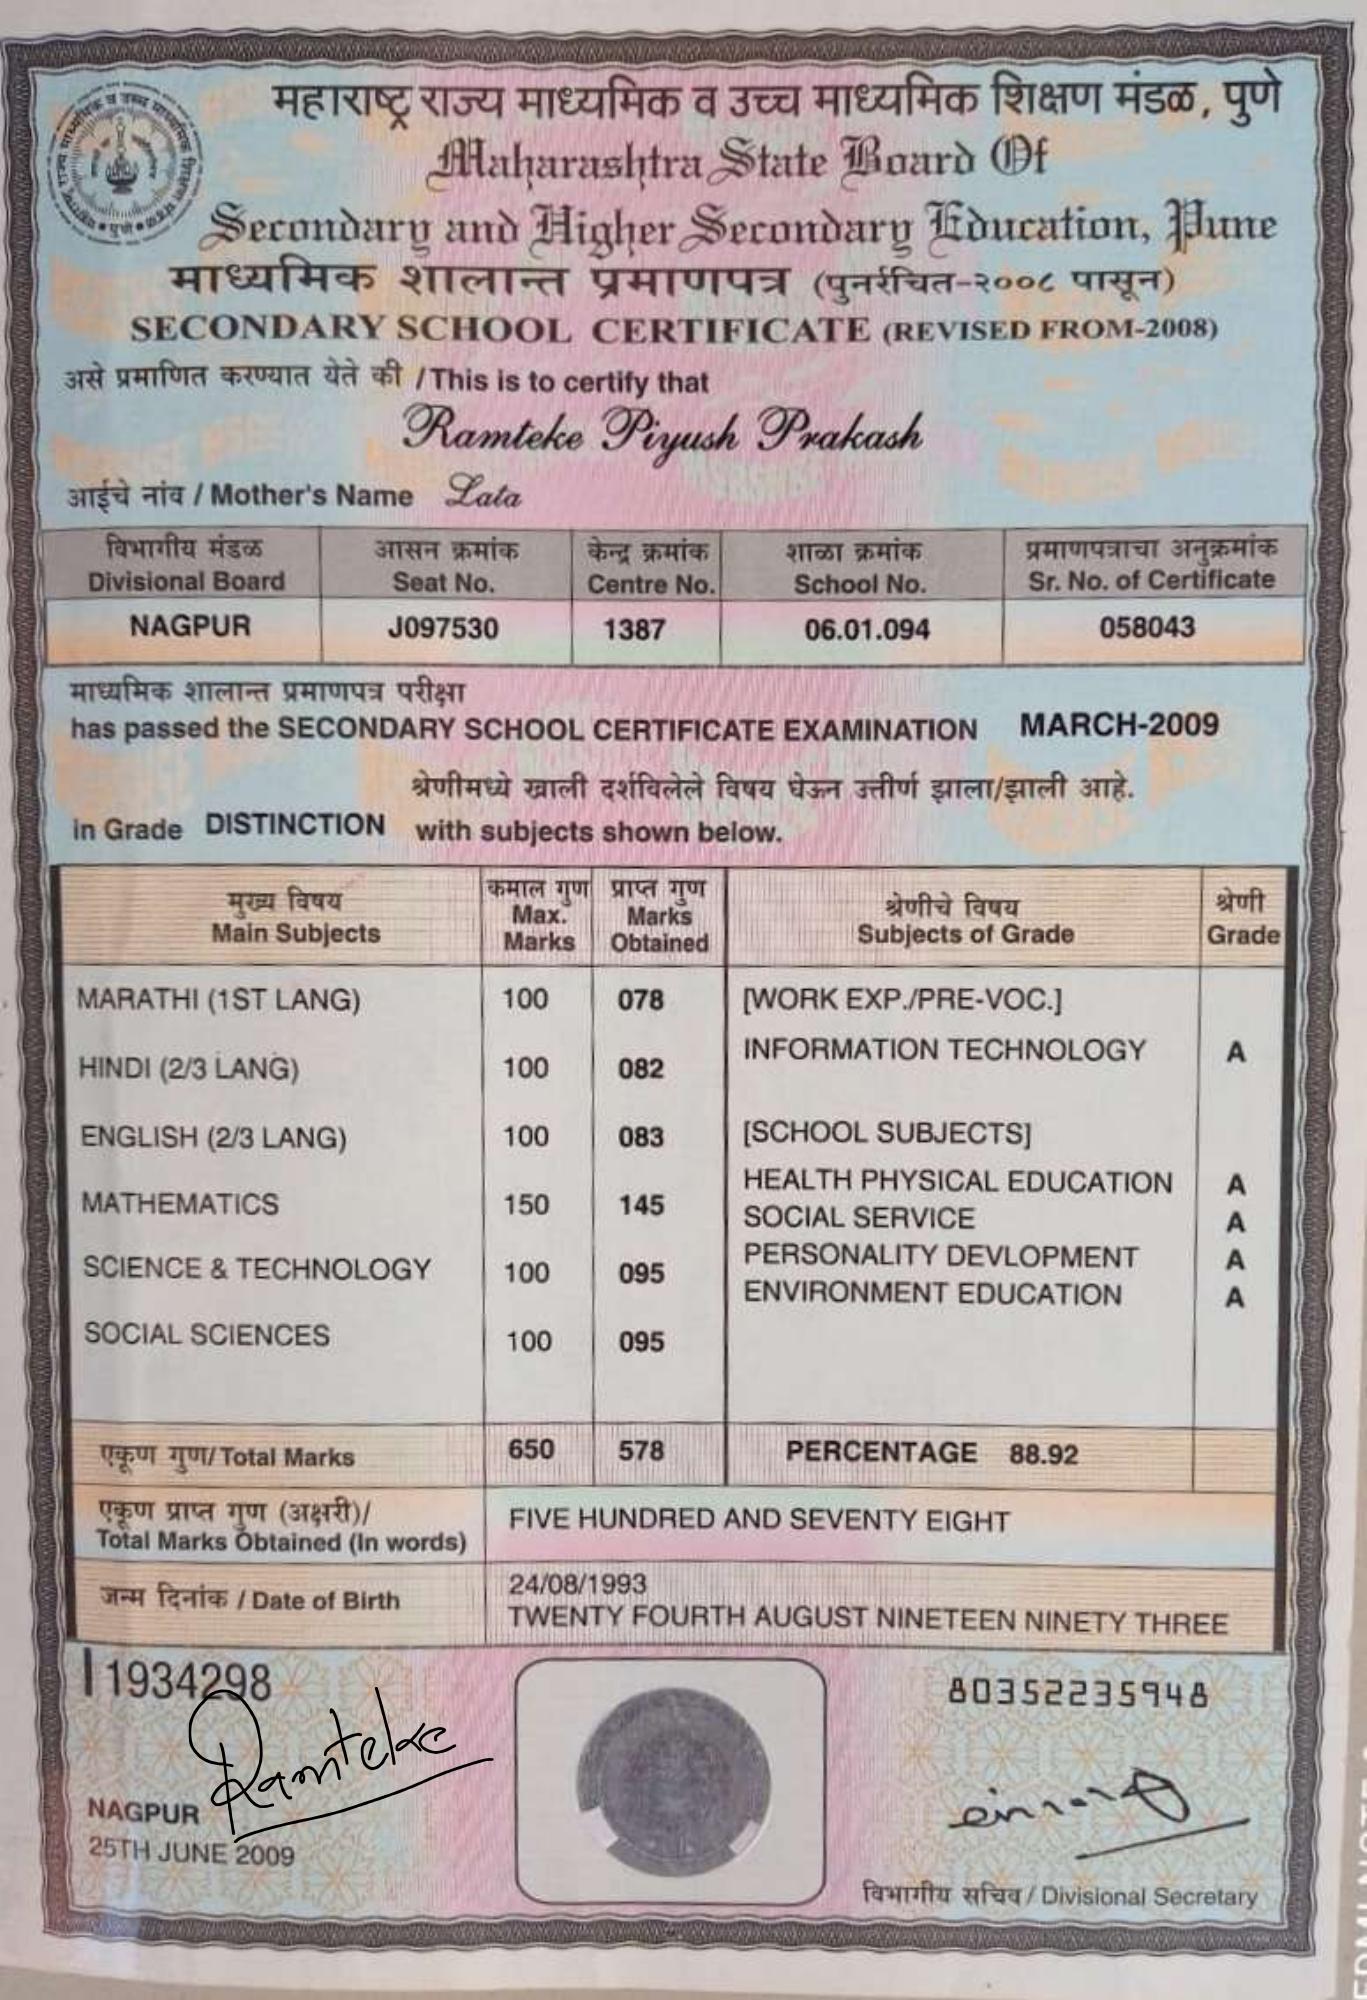 महाराष्ट्र राज्य माध्यमिक व उच्च माध्यमिक शिक्षण मंडळ, पुणे
Maharashtra State Board Of
Secondary and Higher Secondary Education, Pune
माध्यमिक शालान्त प्रमाणपत्र (पुनर्रचित-२००८ पासून)
SECONDARY SCHOOL CERTIFICATE (REVISED FROM-2008)
असे प्रमाणित करण्यात येते की / This is to certify that
Ramteke Piyush Prakash
आईचे नांव / Mother's Name Lata
विभागीय मंडळ आसन क्रमांक केन्द्र क्रमांक शाळा क्रमांक प्रमाणपत्राचा अनुक्रमांक
Divisional Board Seat No. Centre No. School No. Sr. No. of Certificate
NAGPUR J097530 1387 06.01.094 058043
माध्यमिक शालान्त प्रमाणपत्र परीक्षा
has passed the SECONDARY SCHOOL CERTIFICATE EXAMINATION MARCH-2009
श्रेणीमध्ये खाली दर्शविलेले विषय घेऊन उत्तीर्ण झाला/झाली आहे.
in Grade DISTINCTION with subjects shown below.
मुख्य विषय कमाल गुण प्राप्त गुण श्रेणीचे विषय श्रेणी
Main Subjects Max. Marks Marks Obtained Subjects of Grade Grade
MARATHI (1ST LANG) 100 078 [WORK EXP./PRE-VOC.]
INFORMATION TECHNOLOGY A
HINDI (2/3 LANG) 100 082
ENGLISH (2/3 LANG) 100 083 [SCHOOL SUBJECTS]
HEALTH PHYSICAL EDUCATION A
MATHEMATICS 150 145
SOCIAL SERVICE A
PERSONALITY DEVLOPMENT A
SCIENCE & TECHNOLOGY 100 095
ENVIRONMENT EDUCATION A
SOCIAL SCIENCES 100 095
एकूण गुण/ Total Marks 650 578 PERCENTAGE 88.92
एकूण प्राप्त गुण (अक्षरी)/
Total Marks Obtained (In words) FIVE HUNDRED AND SEVENTY EIGHT
जन्म दिनांक / Date of Birth 24/08/1993
TWENTY FOURTH AUGUST NINETEEN NINETY THREE
11934298 80352235948
Ramteke
NAGPUR
25TH JUNE 2009
विभागीय सचिव / Divisional Secretary